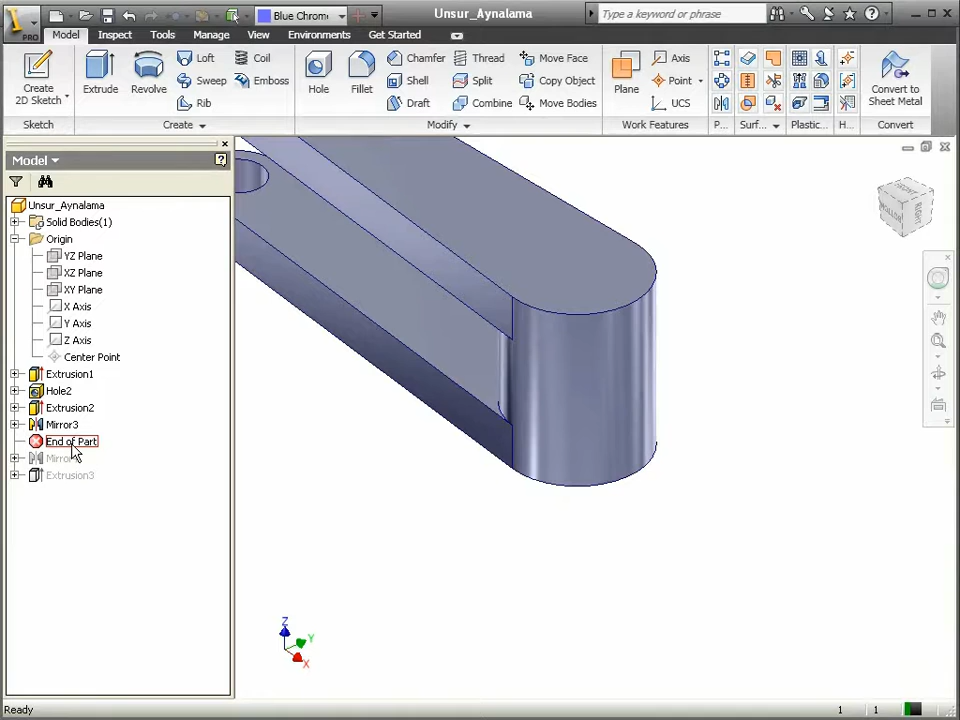 PRO
Blue Chrome
Unsur_Aynalama
Type a keyword or phrase
Model Inspect Tools Manage View Environments Get Started
Create
2D Sketch
Extrude
Revolve
Loft
Sweep
Rib
Coil
Emboss
Hole
Fillet
Chamfer
Shell
Draft
Thread
Split
Combine
Move Face
Copy Object
Move Bodies
Plane
Axis
Point
UCS
Convert to
Sheet Metal
Sketch Create Modify Work Features P... Surf... Plastic... H... Convert
Model
Unsur_Aynalama
Solid Bodies(1)
Origin
YZ Plane
XZ Plane
XY Plane
X Axis
Y Axis
Z Axis
Center Point
Extrusion1
Hole2
Extrusion2
Mirror3
End of Part
Extrusion3
FRONT
RIGHT
BOTTOM
Z
Y
X
Ready
1 1